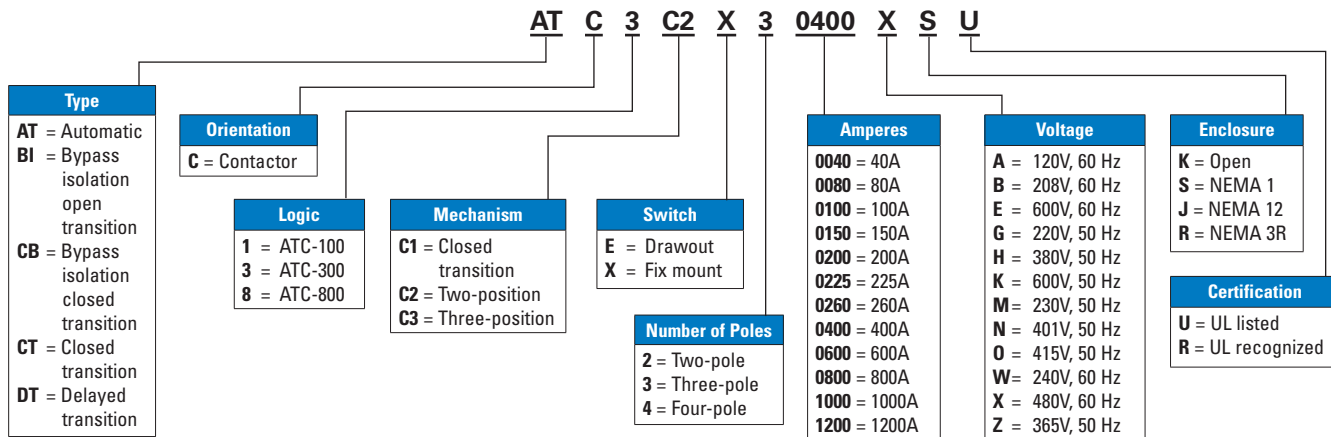 AT C 3 C2 X 3 0400 X S U
Type
AT = Automatic
BI = Bypass
isolation
open
transition
CB = Bypass
isolation
closed
transition
CT = Closed
transition
DT = Delayed
transition
Orientation
C = Contactor
Logic
1 = ATC-100
3 = ATC-300
8 = ATC-800
Mechanism
C1 = Closed
transition
C2 = Two-position
C3 = Three-position
Switch
E = Drawout
X = Fix mount
Number of Poles
2 = Two-pole
3 = Three-pole
4 = Four-pole
Amperes
0040 = 40A
0080 = 80A
0100 = 100A
0150 = 150A
0200 = 200A
0225 = 225A
0260 = 260A
0400 = 400A
0600 = 600A
0800 = 800A
1000 = 1000A
1200 = 1200A
Voltage
A = 120V, 60 Hz
B = 208V, 60 Hz
E = 600V, 60 Hz
G = 220V, 50 Hz
H = 380V, 50 Hz
K = 600V, 50 Hz
M = 230V, 50 Hz
N = 401V, 50 Hz
O = 415V, 50 Hz
W = 240V, 60 Hz
X = 480V, 60 Hz
Z = 365V, 50 Hz
Enclosure
K = Open
S = NEMA 1
J = NEMA 12
R = NEMA 3R
Certification
U = UL listed
R = UL recognized